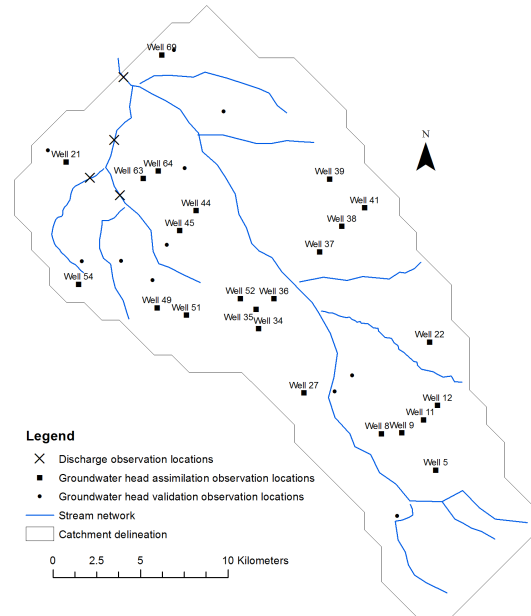 Well 69
N
Well 21
Well 64
Well 63
Well 39
Well 41
Well 44
Well 38
Well 45
Well 37
Well 54
Well 52
Well 36
Well 49
Well 51
Well 35
Well 34
Well 22
Well 27
Well 12
Well 11
Well 8
Well 9
Well 5
Legend
Discharge observation locations
Groundwater head assimilation observation locations
Groundwater head validation observation locations
Stream network
Catchment delineation
0 2.5 5 10 Kilometers